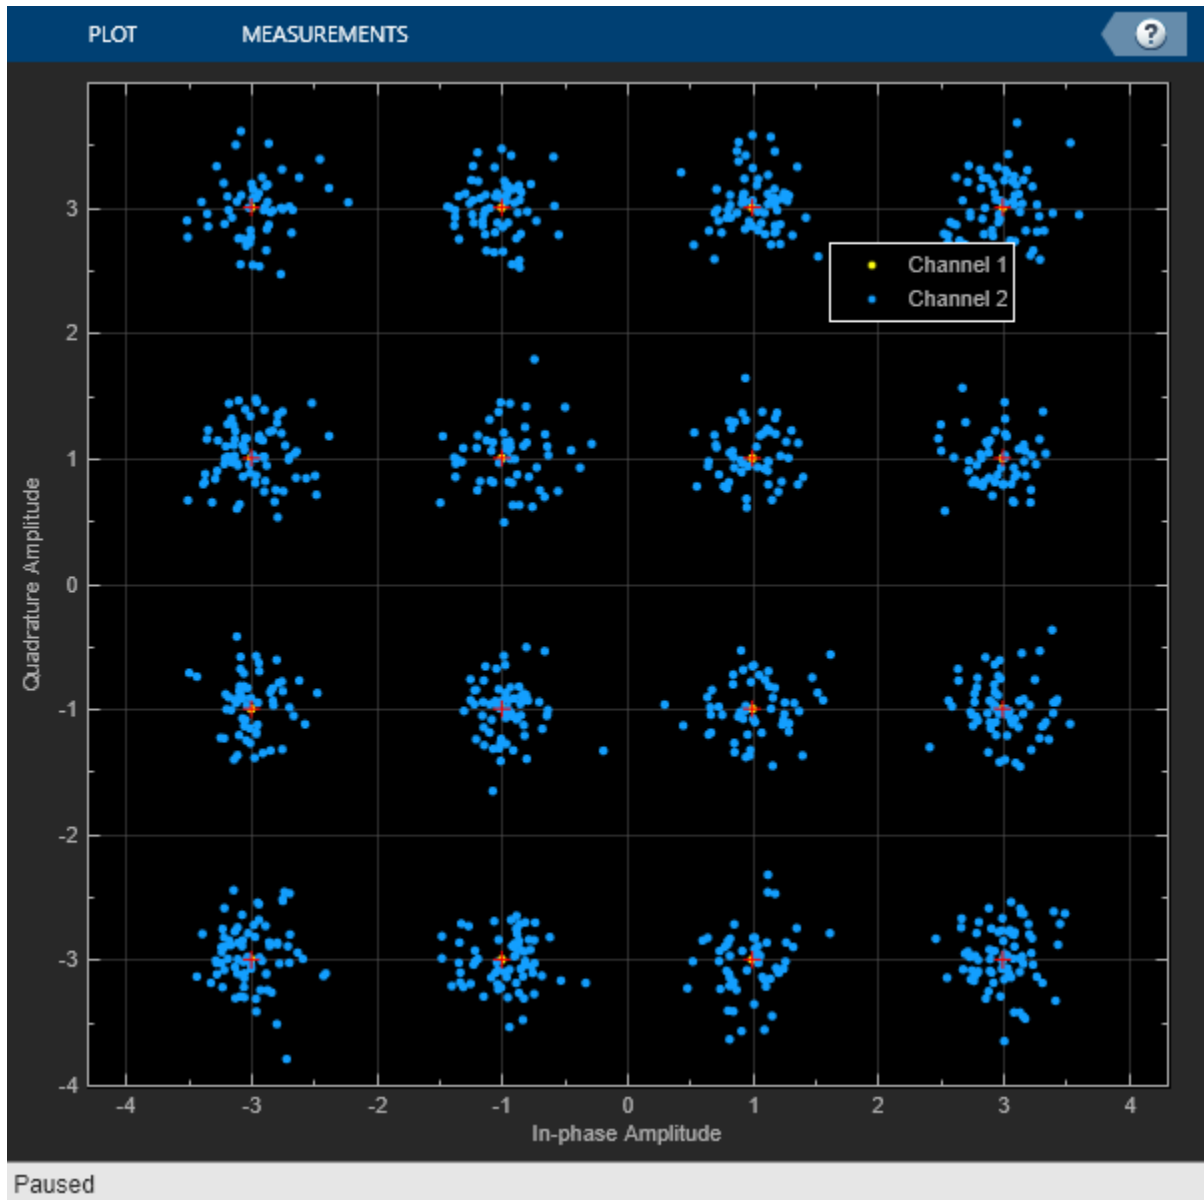 PLOT MEASUREMENTS ?
3
Channel 1
Channel 2
2
1
0
-1
-2
-3
-4
Quadrature Amplitude
-4 -3 -2 -1 0 1 2 3 4
In-phase Amplitude
Paused